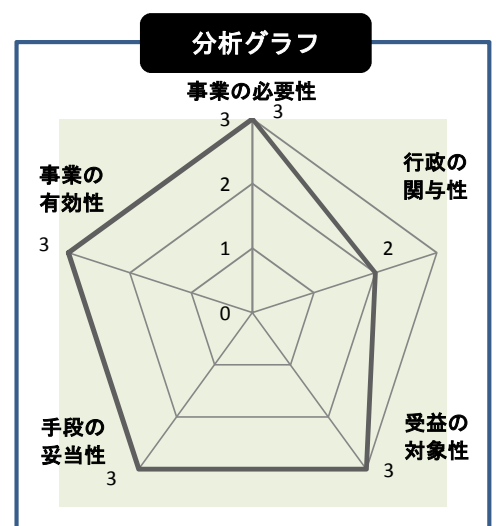 分析グラフ
事業の必要性
3
3
行政の
関与性
事業の
有効性
2
3
2
1
0
受益の
対象性
手段の
妥当性
3
3